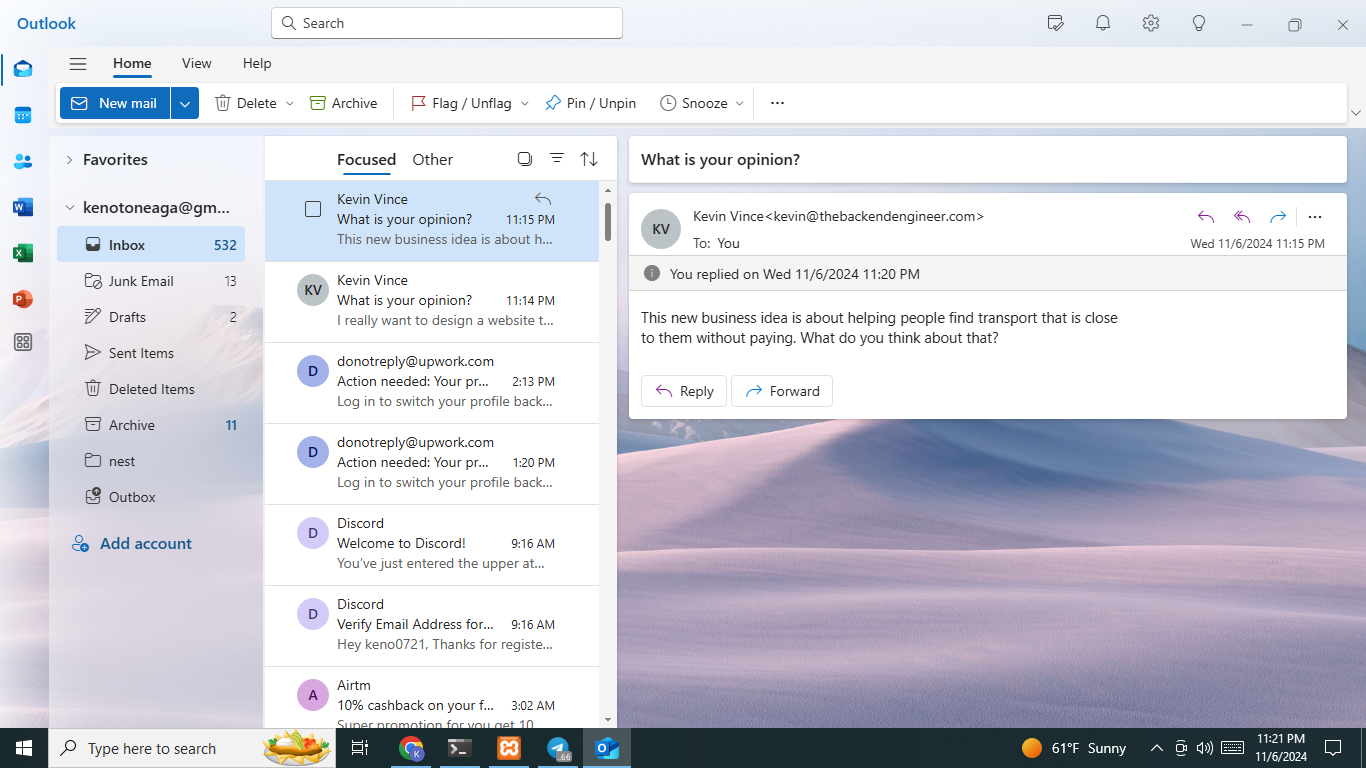 Outlook
Search
Home
View
Help
New mail
Delete
Archive
Flag / Unflag
Pin / Unpin
Snooze
Favorites
kenotoneaga@gm...
Inbox 532
Junk Email 13
Drafts 2
Sent Items
Deleted Items
Archive 11
nest
Outbox
Add account
Focused Other
Kevin Vince
What is your opinion? 11:15 PM
This new business idea is about h...
KV
Kevin Vince
What is your opinion? 11:14 PM
I really want to design a website t...
D
donotreply@upwork.com
Action needed: Your pr... 2:13 PM
Log in to switch your profile back...
D
donotreply@upwork.com
Action needed: Your pr... 1:20 PM
Log in to switch your profile back...
D
Discord
Welcome to Discord! 9:16 AM
You've just entered the upper at...
D
Discord
Verify Email Address for... 9:16 AM
Hey keno0721, Thanks for registe...
A
Airtm
10% cashback on your f... 3:02 AM
Super promotion for you get 10
What is your opinion?
KV
Kevin Vince<kevin@thebackendengineer.com>
To: You
Wed 11/6/2024 11:15 PM
You replied on Wed 11/6/2024 11:20 PM
This new business idea is about helping people find transport that is close
to them without paying. What do you think about that?
Reply
Forward
Type here to search
K
.66
61°F Sunny
11:21 PM
11/6/2024